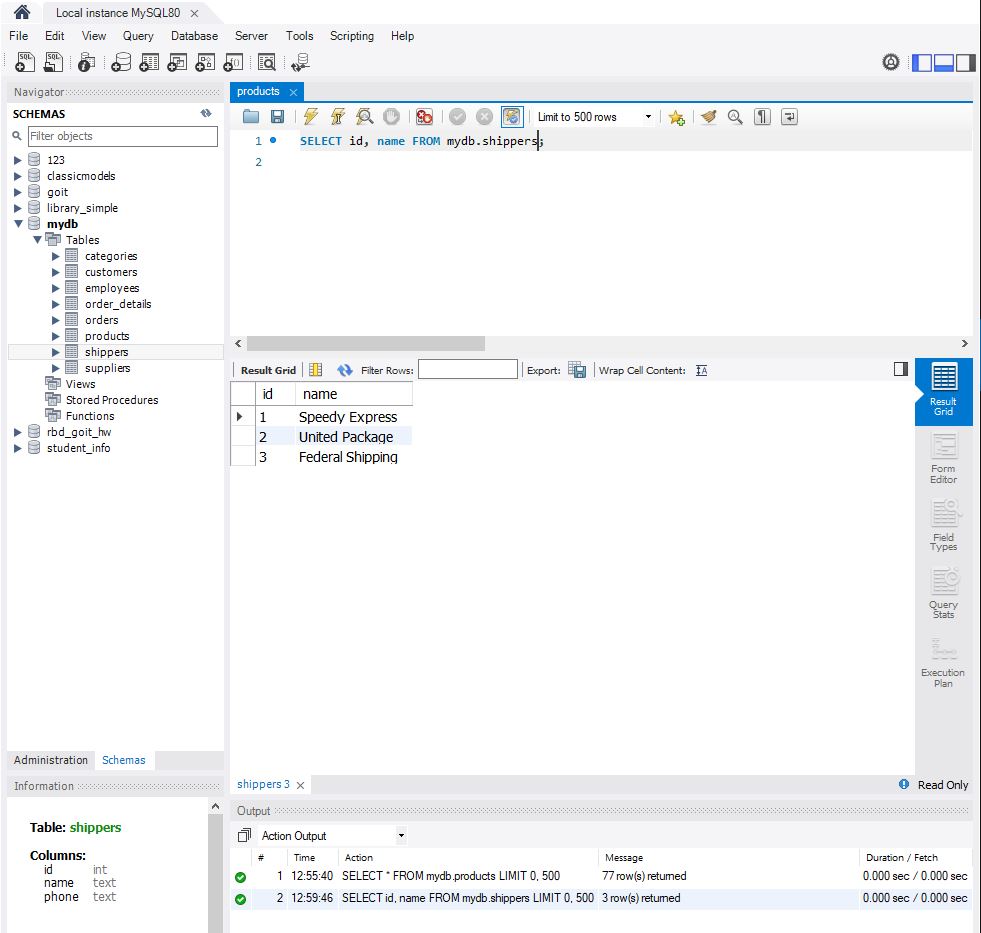 Local instance MySQL80
File Edit View Query Database Server Tools Scripting Help
Navigator
SCHEMAS
Filter objects
123
classicmodels
goit
library_simple
mydb
Tables
categories
customers
employees
order_details
orders
products
shippers
suppliers
Views
Stored Procedures
Functions
rbd_goit_hw
student_info
Administration Schemas
Information
Table: shippers
Columns:
id int
name text
phone text
products
Limit to 500 rows
1 SELECT id, name FROM mydb.shippers;
2
Result Grid Filter Rows: Export: Wrap Cell Content:
id name
1 Speedy Express
2 United Package
3 Federal Shipping
Result
Grid
Form
Editor
Field
Types
Query
Stats
Execution
Plan
shippers 3 Read Only
Output
Action Output
# Time Action Message Duration / Fetch
1 12:55:40 SELECT * FROM mydb.products LIMIT 0, 500 77 row(s) returned 0.000 sec / 0.000 sec
2 12:59:46 SELECT id, name FROM mydb.shippers LIMIT 0, 500 3 row(s) returned 0.000 sec / 0.000 sec